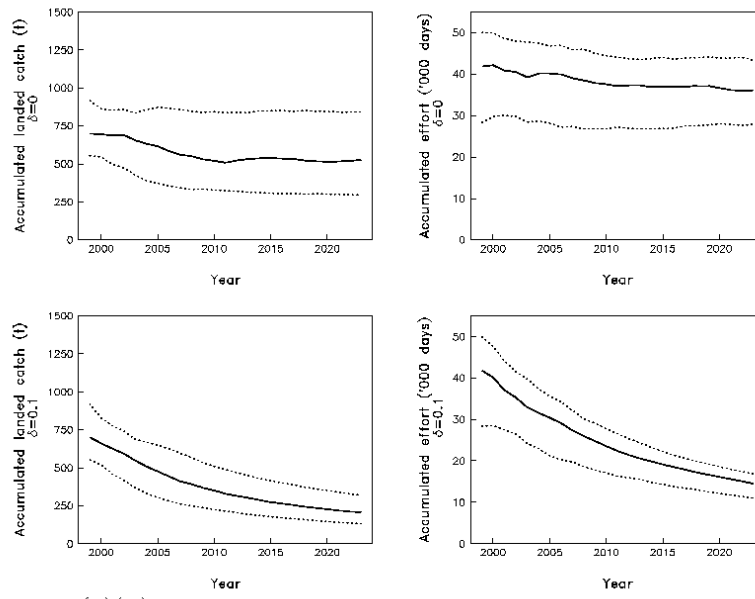 1500
1250
1000
750
500
250
0
Accumulated landed catch (t)
δ=0
2000 2005 2010 2015 2020
Year
50
40
30
20
10
0
Accumulated effort ('000 days)
δ=0
2000 2005 2010 2015 2020
Year
1500
1250
1000
750
500
250
0
Accumulated landed catch (t)
δ=0.1
2000 2005 2010 2015 2020
Year
50
40
30
20
10
0
Accumulated effort ('000 days)
δ=0.1
2000 2005 2010 2015 2020
Year